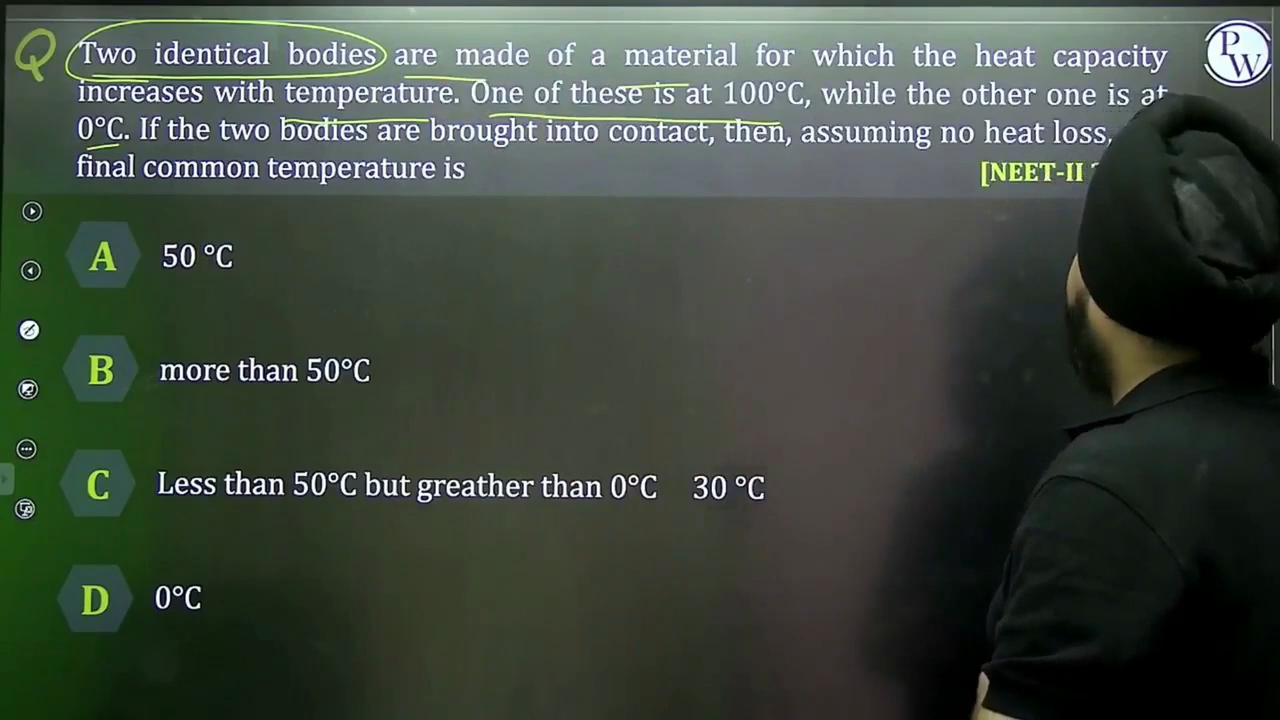 Q Two identical bodies are made of a material for which the heat capacity
increases with temperature. One of these is at 100°C, while the other one is at
0°C. If the two bodies are brought into contact, then, assuming no heat loss,
final common temperature is [NEET-II
A 50 °C
B more than 50°C
C Less than 50°C but greather than 0°C 30 °C
D 0°C
PW